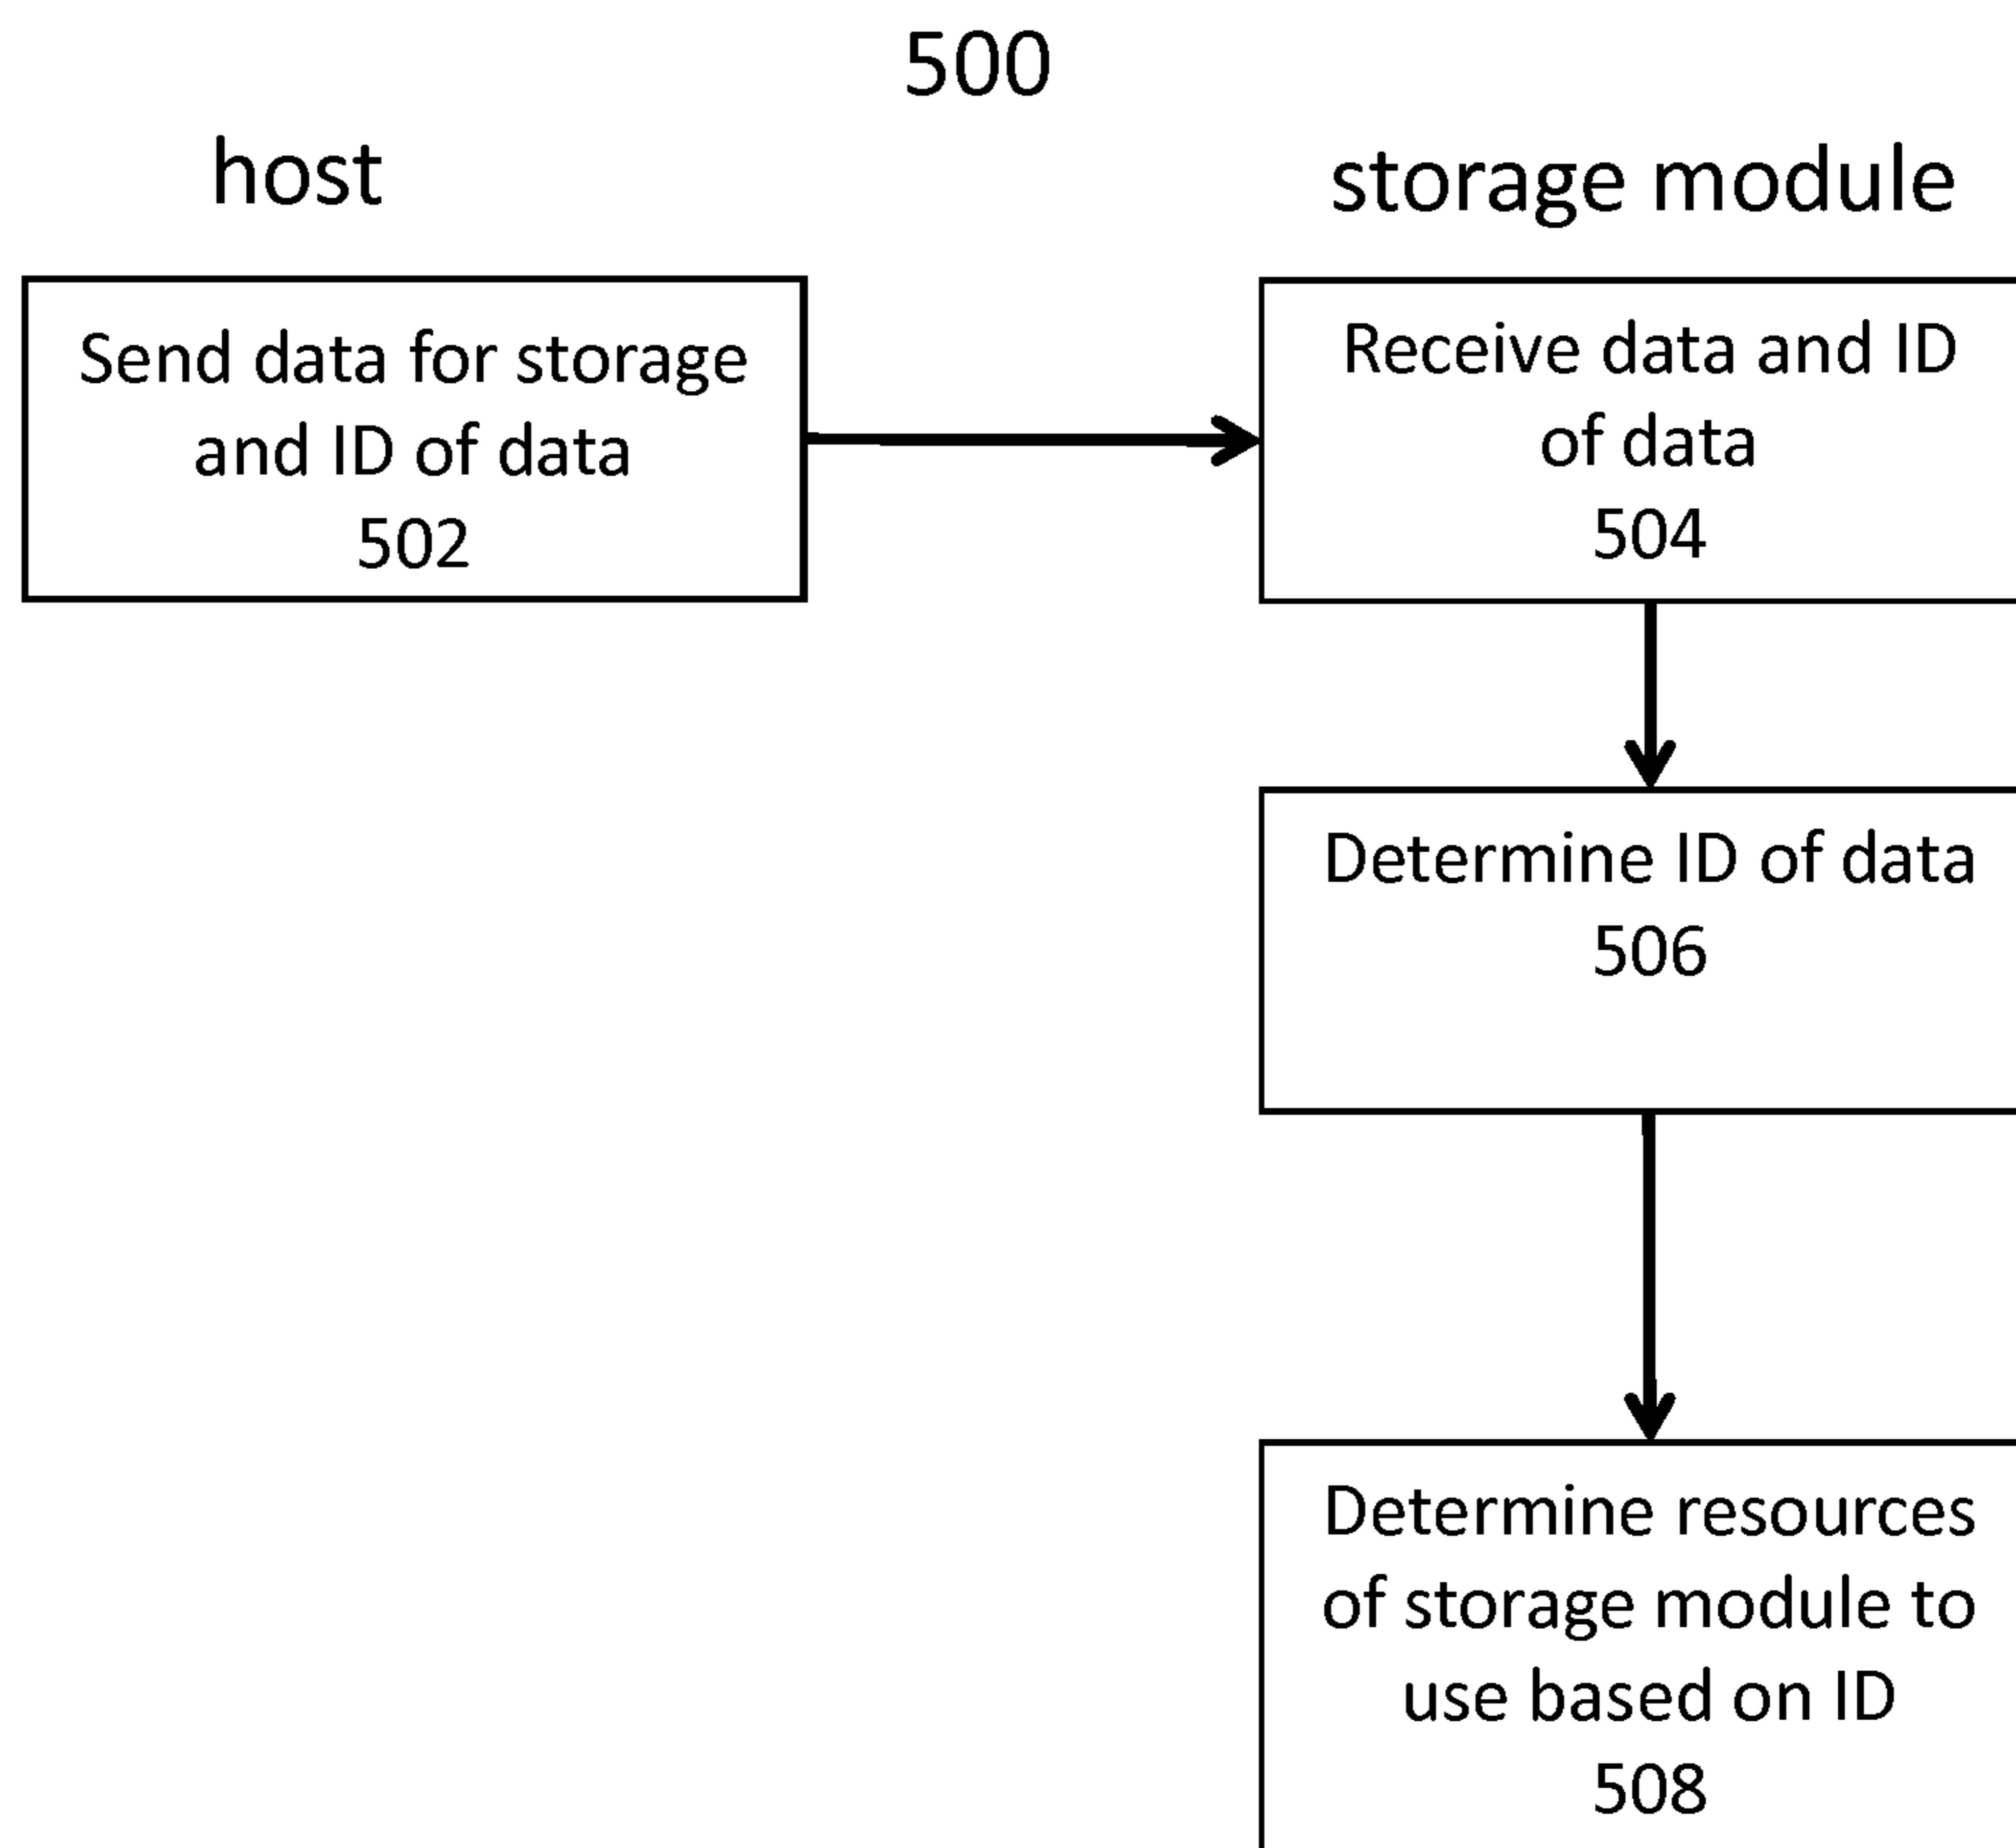 500
host
storage module
Send data for storage
and ID of data
502
Receive data and ID
of data
504
Determine ID of data
506
Determine resources
of storage module to
use based on ID
508